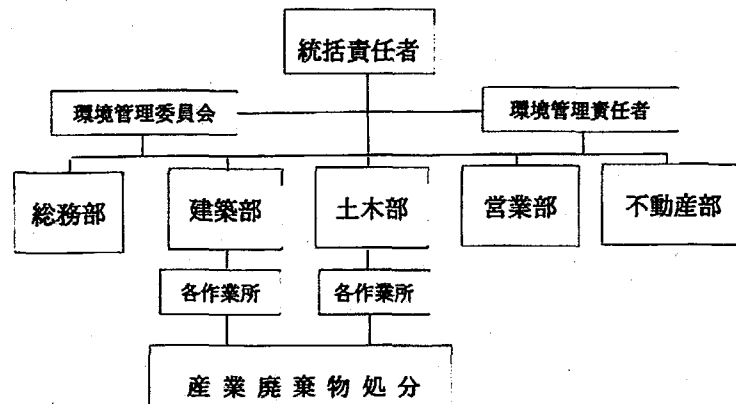 統括責任者
環境管理委員会
環境管理責任者
総務部
建築部
土木部
営業部
不動産部
各作業所
各作業所
産業廃棄物処分